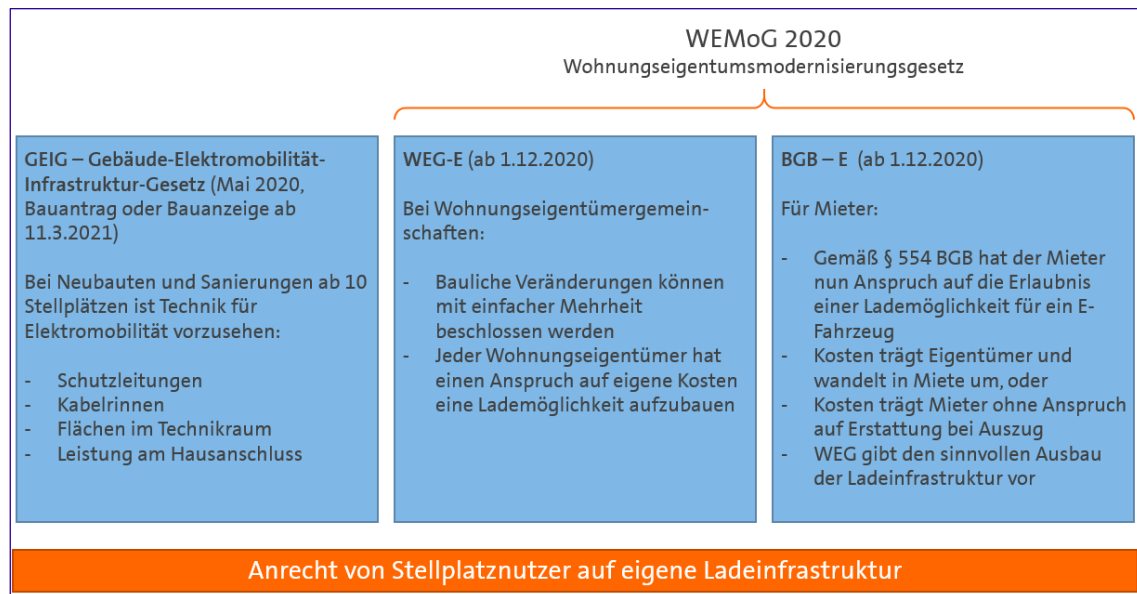 WEMoG 2020
Wohnungseigentumsmodernisierungsgesetz
GEIG – Gebäude-Elektromobilität-
Infrastruktur-Gesetz (Mai 2020,
Bauantrag oder Bauanzeige ab
11.3.2021)
Bei Neubauten und Sanierungen ab 10
Stellplätzen ist Technik für
Elektromobilität vorzusehen:
- Schutzleitungen
- Kabelrinnen
- Flächen im Technikraum
- Leistung am Hausanschluss
WEG-E (ab 1.12.2020)
Bei Wohnungseigentümergemein-
schaften:
- Bauliche Veränderungen können
mit einfacher Mehrheit
beschlossen werden
- Jeder Wohnungseigentümer hat
einen Anspruch auf eigene Kosten
eine Lademöglichkeit aufzubauen
BGB – E (ab 1.12.2020)
Für Mieter:
- Gemäß § 554 BGB hat der Mieter
nun Anspruch auf die Erlaubnis
einer Lademöglichkeit für ein E-
Fahrzeug
- Kosten trägt Eigentümer und
wandelt in Miete um, oder
- Kosten trägt Mieter ohne Anspruch
auf Erstattung bei Auszug
- WEG gibt den sinnvollen Ausbau
der Ladeinfrastruktur vor
Anrecht von Stellplatznutzer auf eigene Ladeinfrastruktur